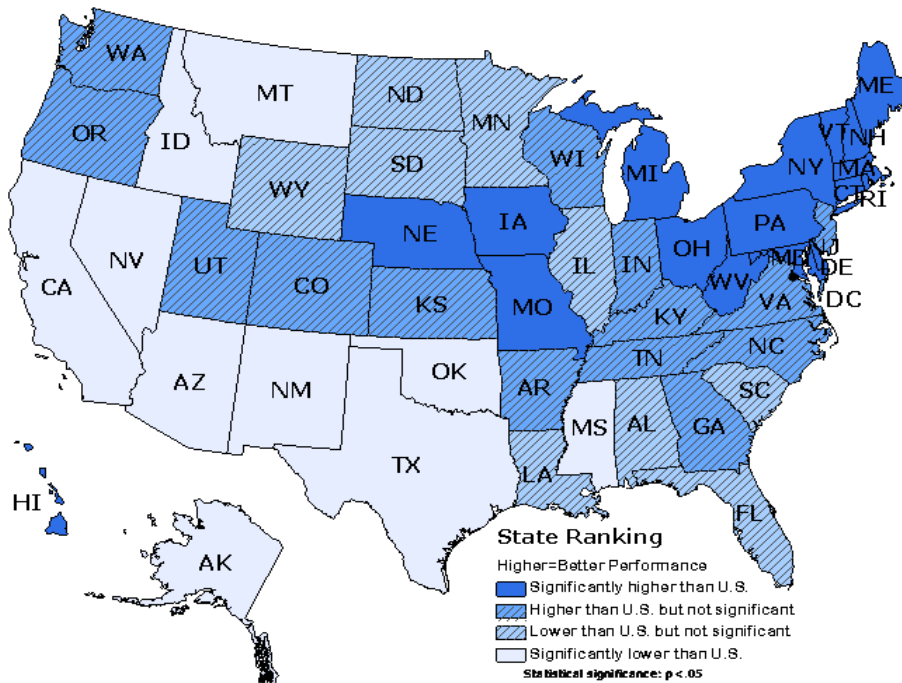 WA
MT
ND
MN
ME
OR
ID
WI
VT
NH
SD
MI
NY
MA
WY
CT
RI
IA
PA
NE
OH
NJ
NV
IL
IN
MD
DE
UT
CO
WV
CA
KS
MO
VA
DC
KY
NC
TN
OK
AZ
NM
AR
SC
MS
AL
GA
TX
LA
HI
FL
AK
State Ranking
Higher=Better Performance
Significantly higher than U.S.
Higher than U.S. but not significant
Lower than U.S. but not significant
Significantly lower than U.S.
Statistical significance: p <.05